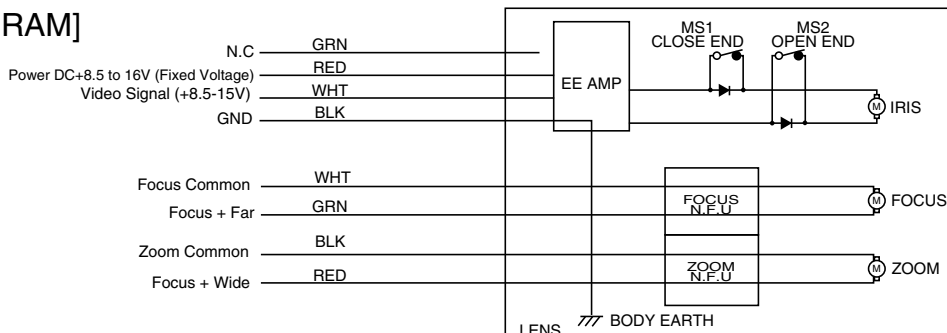 RAM]
N.C GRN
Power DC+8.5 to 16V (Fixed Voltage) RED
Video Signal (+8.5-15V) WHT
GND BLK
EE AMP
MS1
CLOSE END
MS2
OPEN END
M IRIS
Focus Common WHT
Focus + Far GRN
FOCUS
N.F.U
M FOCUS
Zoom Common BLK
Focus + Wide RED
ZOOM
N.F.U
M ZOOM
LENS
BODY EARTH